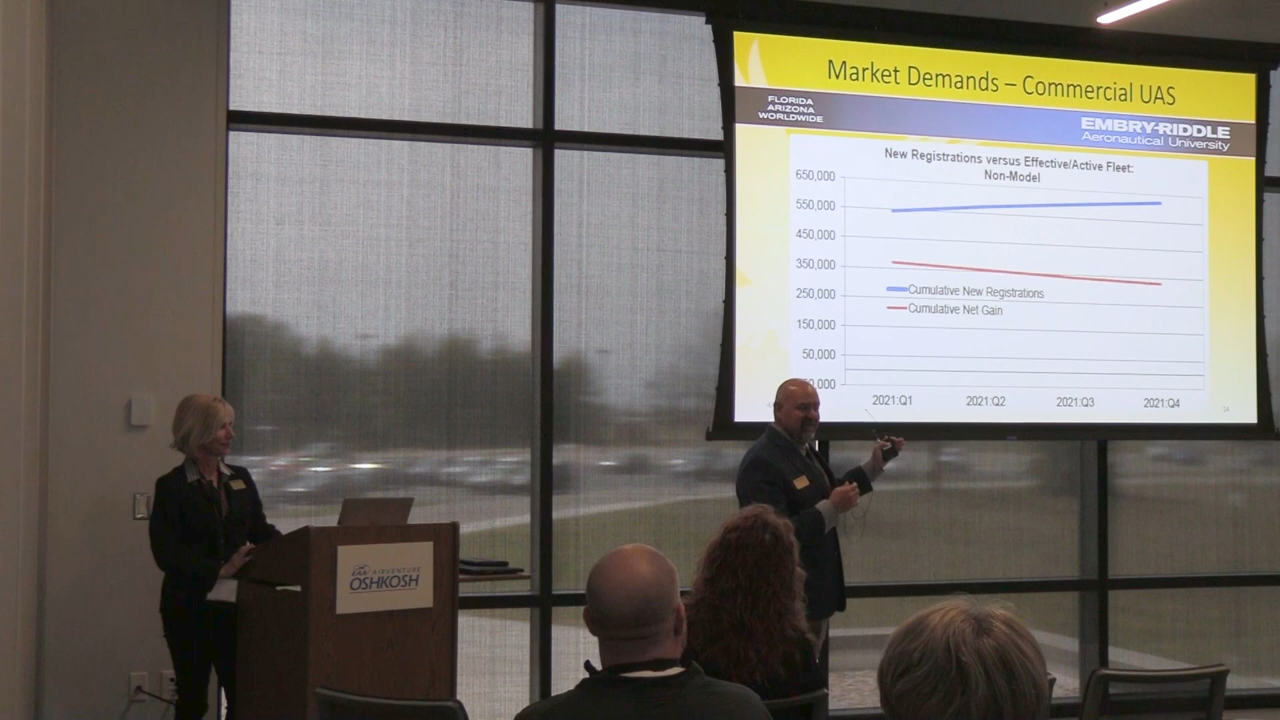 Market Demands – Commercial UAS
FLORIDA
ARIZONA
WORLDWIDE
EMBRY-RIDDLE
Aeronautical University
New Registrations versus Effective/Active Fleet:
Non-Model
650,000
550,000
450,000
350,000
250,000
150,000
50,000
Cumulative New Registrations
Cumulative Net Gain
2021:Q1 2021:Q2 2021:Q3 2021:Q4
EAA AIRVENTURE
OSHKOSH